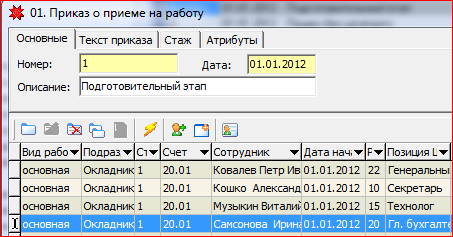 01. Приказ о приеме на работу
Основные Текст приказа Стаж Атрибуты
Номер: 1 Дата: 01.01.2012
Описание: Подготовительный этап
Вид рабо Подраз Ст Счет Сотрудник Дата нача Р Позиция Ш
основная Окладник 1 20.01 Ковалев Петр Ив 01.01.2012 22 Генеральны
основная Окладник 1 20.01 Кошко Александ 01.01.2012 10 Секретарь
основная Окладник 1 20.01 Музыкин Виталий 01.01.2012 15 Технолог
основная Окладник 1 20.01 Самсонова Ирин 01.01.2012 20 Гл. бухгалт